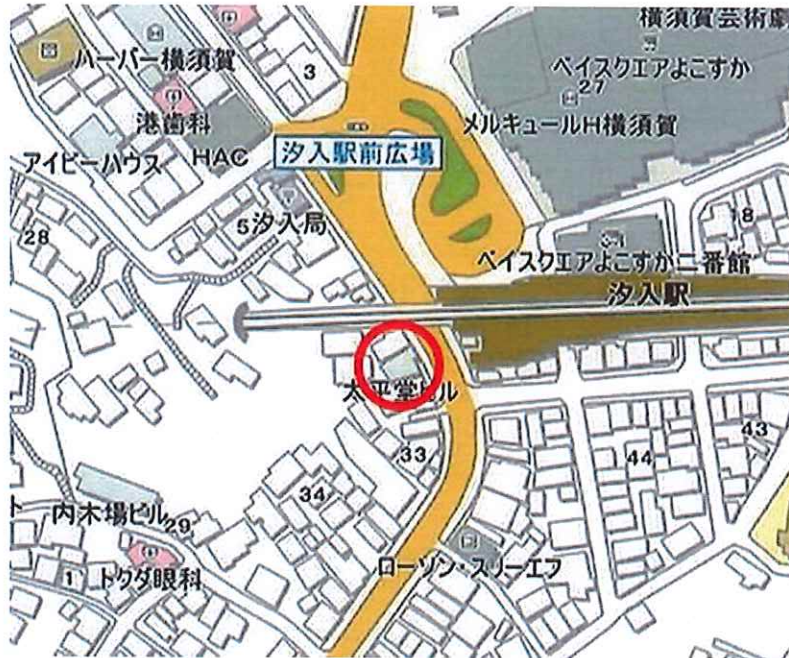 横須賀芸術劇
ハーバー横須賀
ベイスクエアよこすか
3
27
港歯科
メルキュールH横須賀
アイビーハウス
HAC
汐入駅前広場
18
5
汐入局
28
ベイスクエアよこすか二番館
汐入駅
太平堂ビル
33
43
44
34
内木場ビル
29
ト
ローソン・スリーエフ
トクダ眼科
1